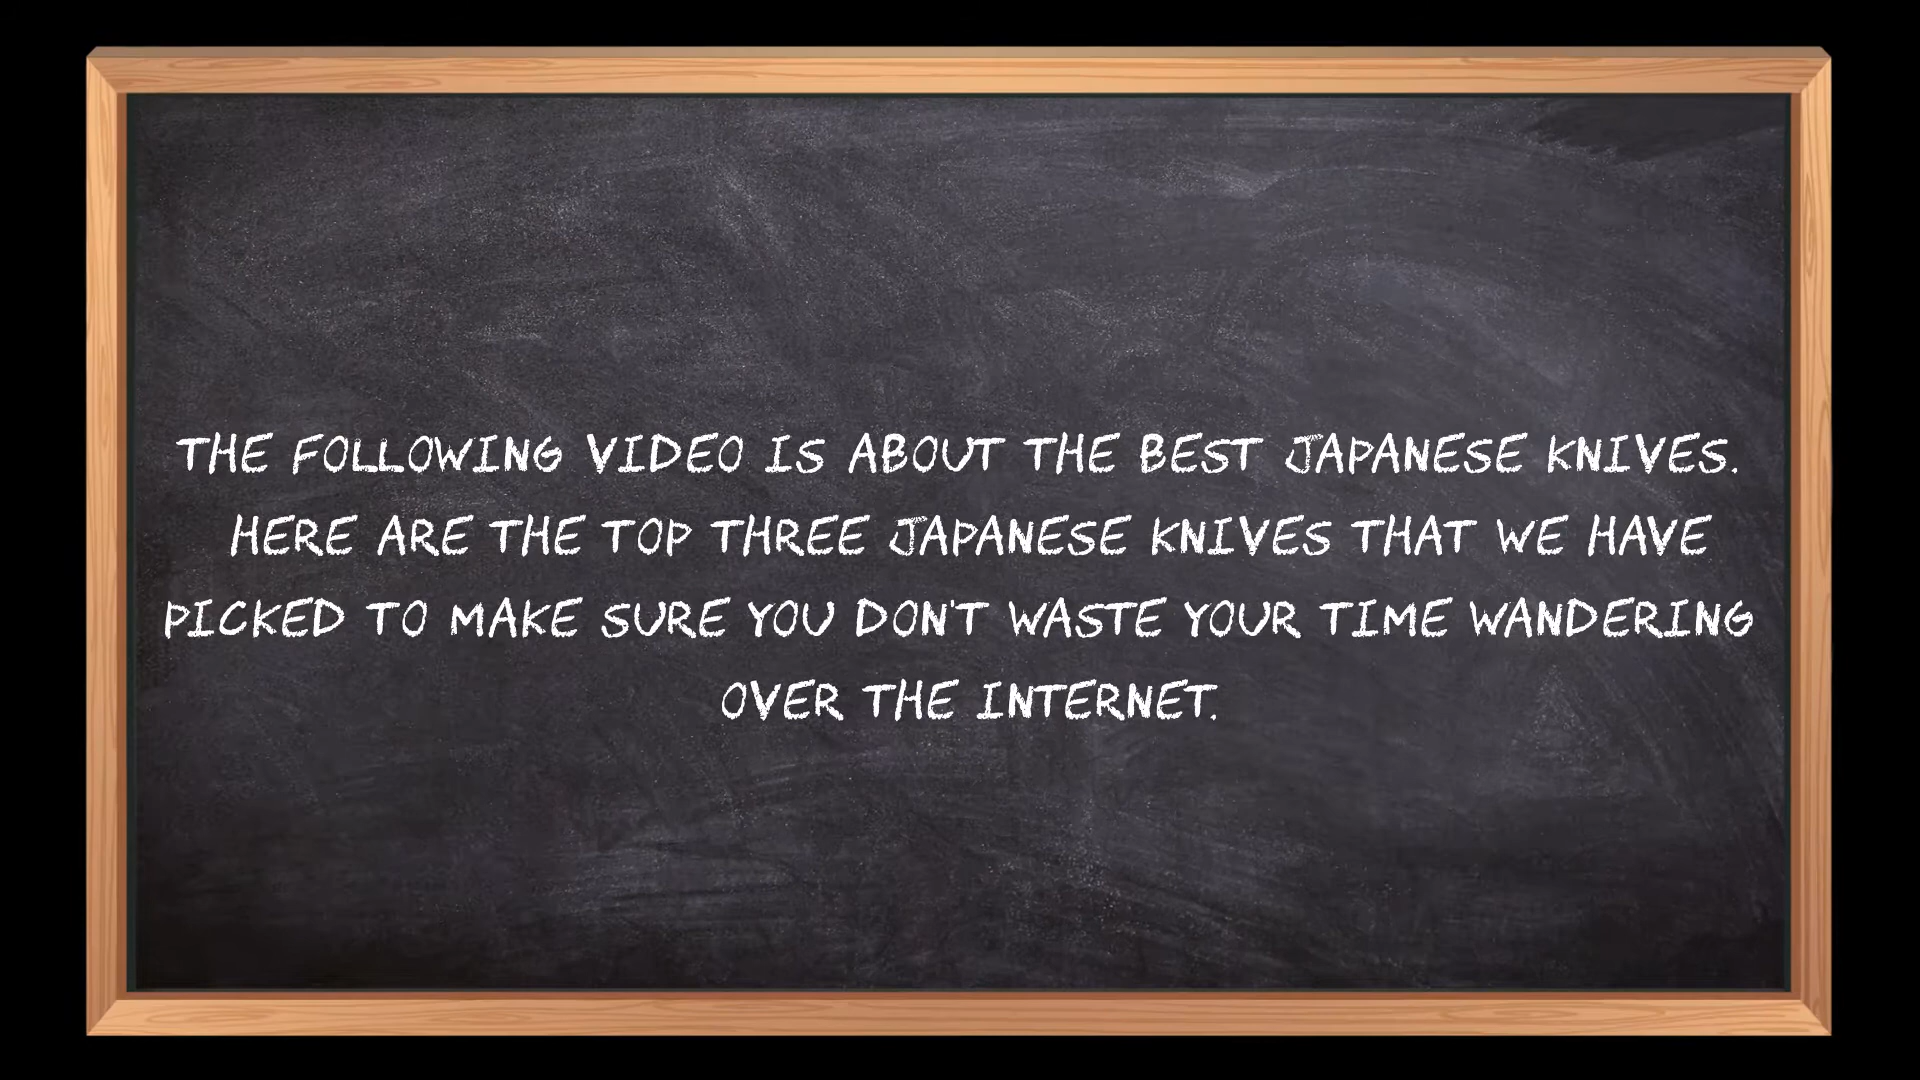 THE FOLLOWING VIDEO IS ABOUT THE BEST JAPANESE KNIVES.
HERE ARE THE TOP THREE JAPANESE KNIVES THAT WE HAVE
PICKED TO MAKE SURE YOU DON'T WASTE YOUR TIME WANDERING
OVER THE INTERNET.